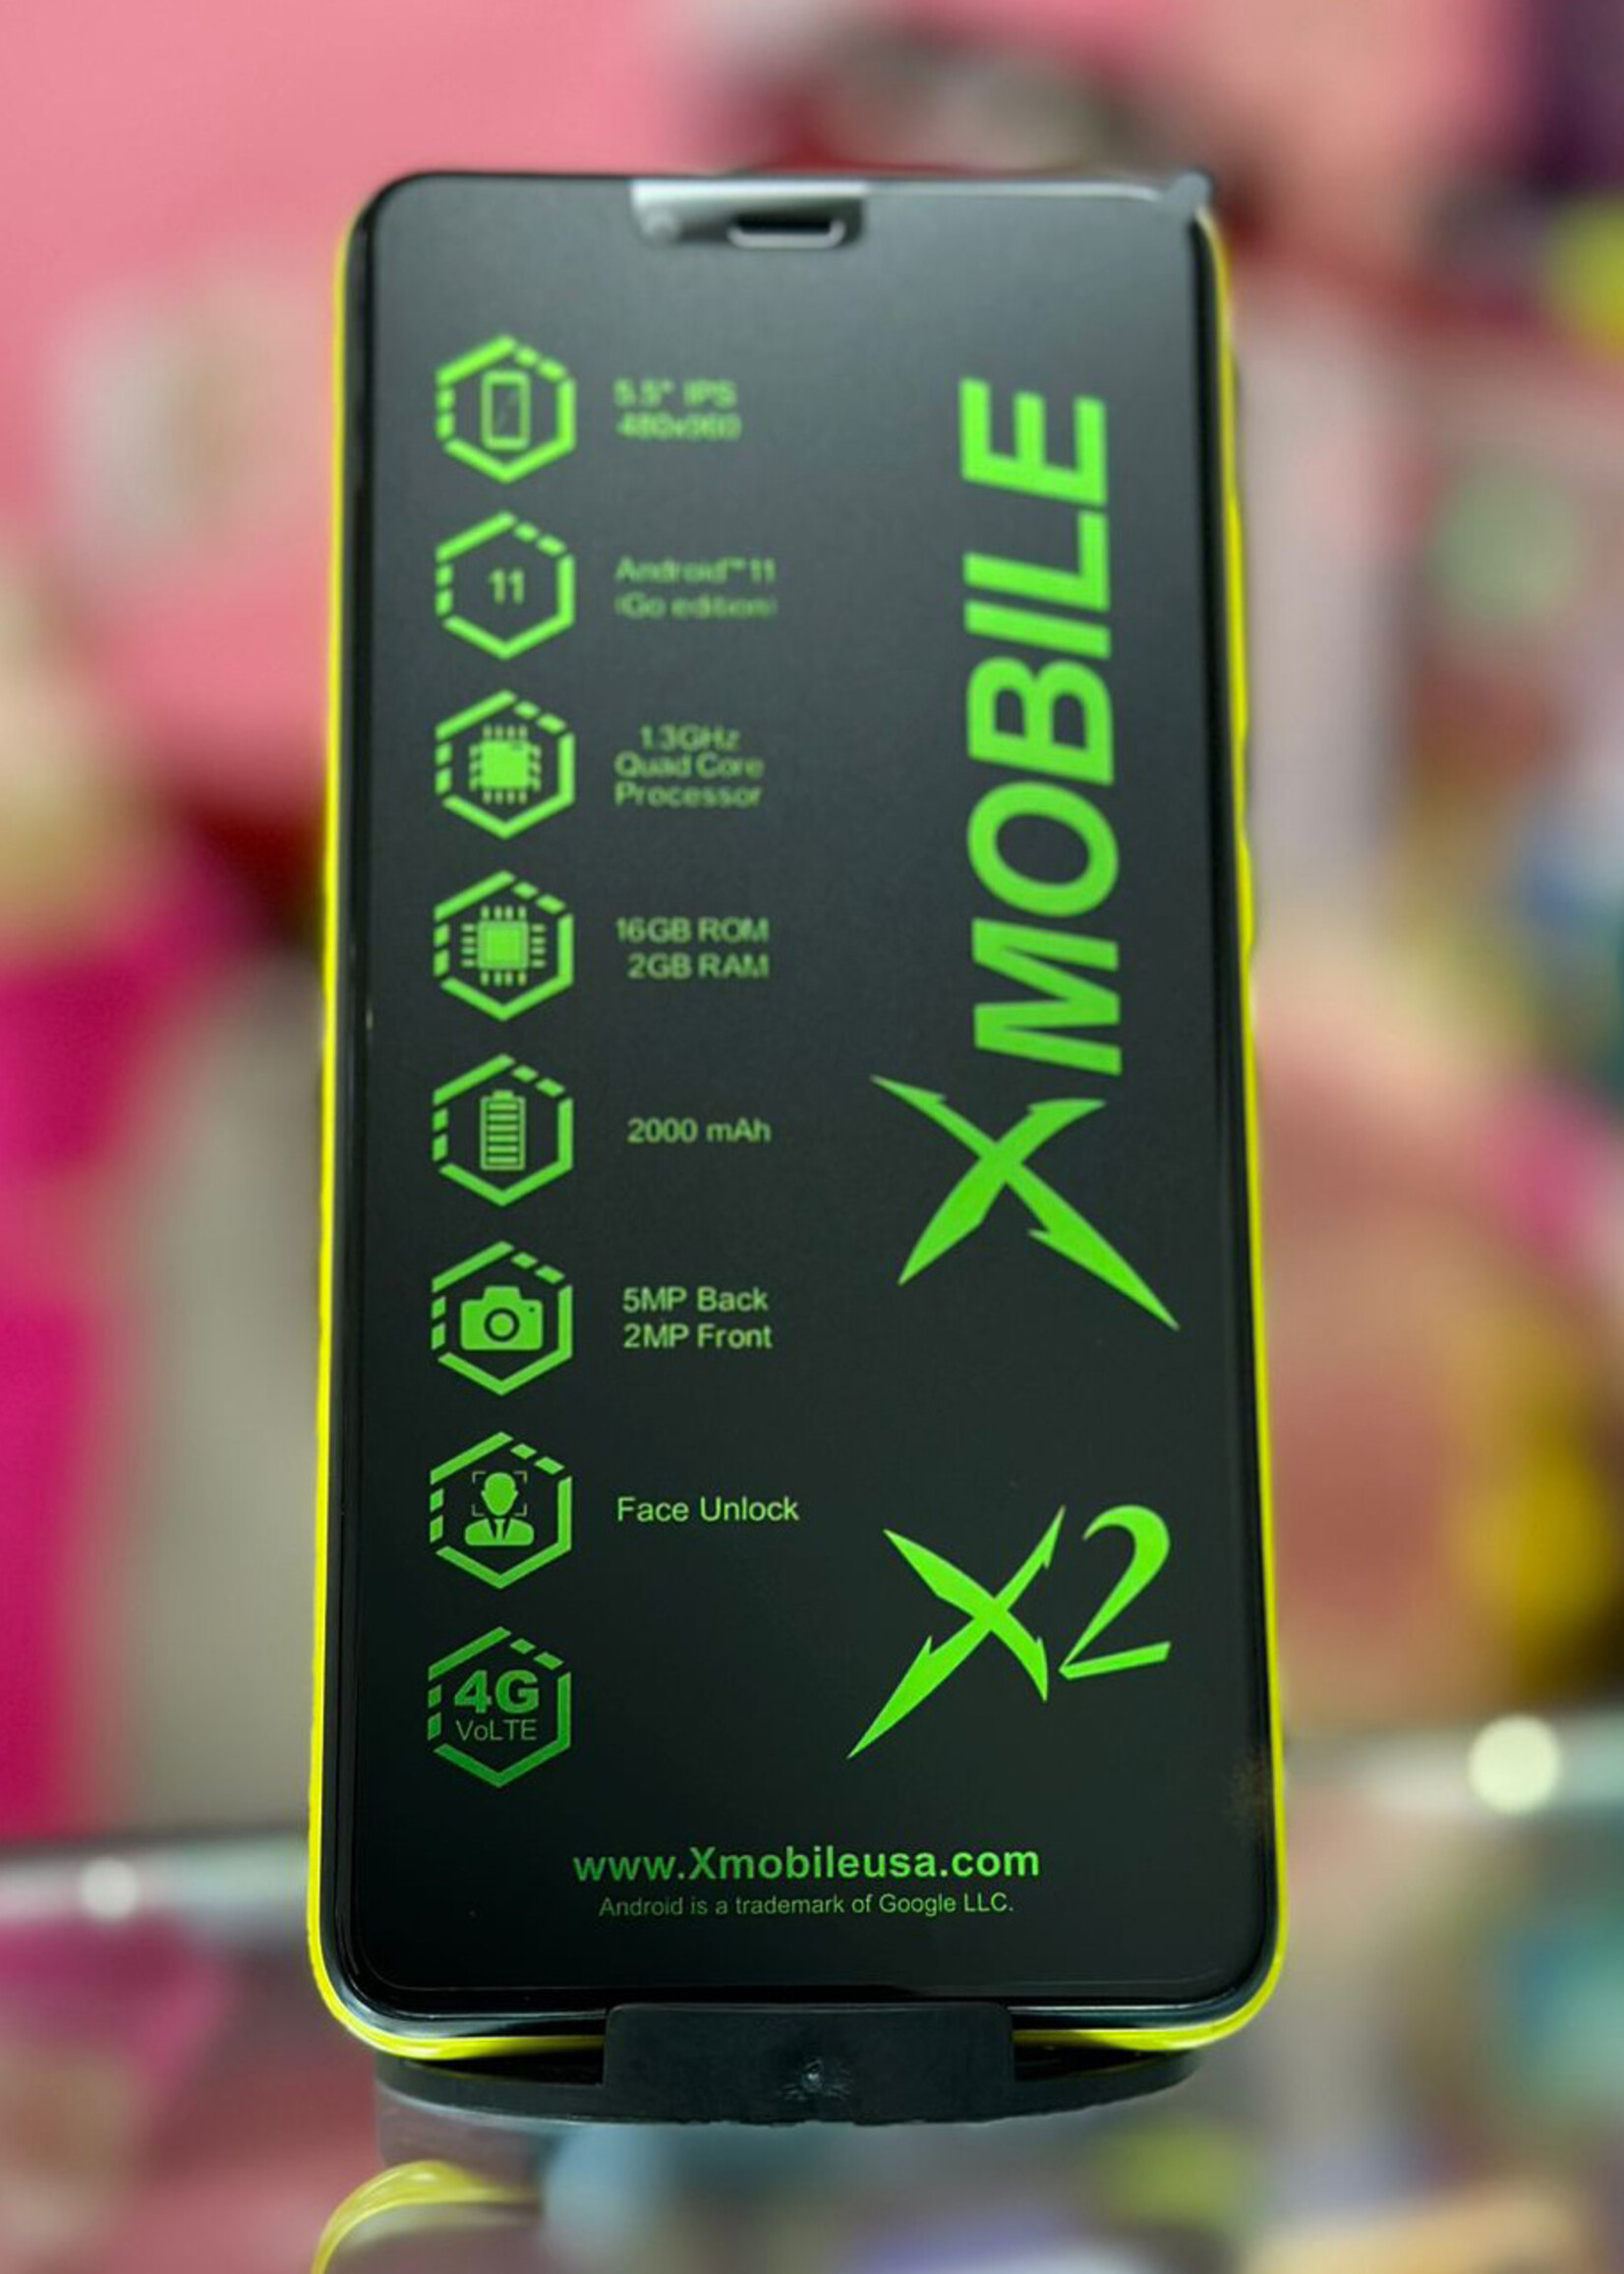 5.5" IPS
480x960
11
Android™ 11
(Go edition)
1.3GHz
Quad Core
Processor
16GB ROM
2GB RAM
2000 mAh
5MP Back
2MP Front
Face Unlock
4G
VoLTE
XMOBILE
X2
www.Xmobileusa.com
Android is a trademark of Google LLC.